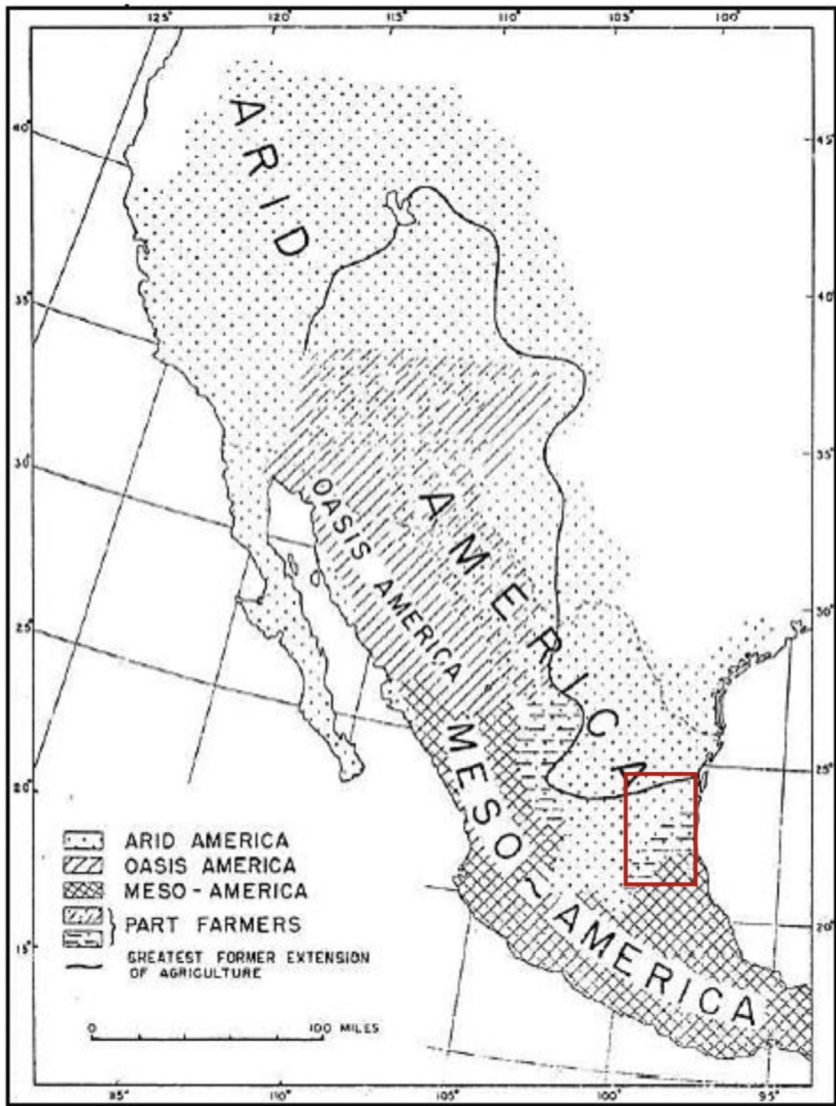 125° 120° 115° 110° 105° 100°
40°
45°
35°
40°
30
35°
25°
30°
20°
25°
15°
20°
ARID
AMERICA
OASIS AMERICA
MESO-AMERICA
ARID AMERICA
OASIS AMERICA
MESO-AMERICA
PART FARMERS
GREATEST FORMER EXTENSION
OF AGRICULTURE
0 100 MILES
115° 110° 105° 100° 95°